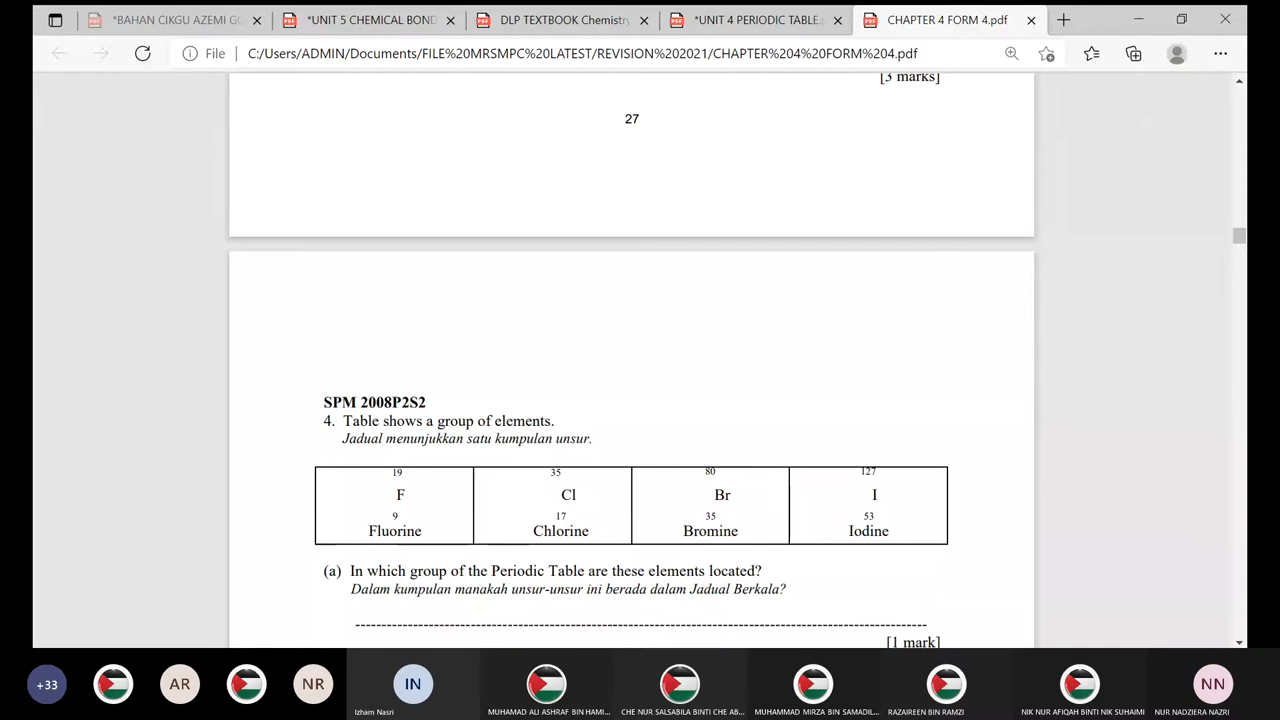 *BAHAN CIKGU AZEMI GO
*UNIT 5 CHEMICAL BOND
DLP TEXTBOOK Chemistry
*UNIT 4 PERIODIC TABLE.
CHAPTER 4 FORM 4.pdf
File
C:/Users/ADMIN/Documents/FILE%20MRSMPC%20LATEST/REVISION%202021/CHAPTER%204%20FORM%204.pdf
[3 marks]
27
SPM 2008P2S2
4. Table shows a group of elements.
Jadual menunjukkan satu kumpulan unsur.
19 35 80 127
F Cl Br I
9 17 35 53
Fluorine Chlorine Bromine Iodine
(a) In which group of the Periodic Table are these elements located?
Dalam kumpulan manakah unsur-unsur ini berada dalam Jadual Berkala?
[1 mark]
+33 AR NR IN NN
Izham Nasri
MUHAMAD ALI ASHRAF BIN HAMI...
CHE NUR SALSABILA BINTI CHE AB...
MUHAMMAD MIRZA BIN SAMADIL...
RAZAIREEN BIN RAMZI
NIK NUR AFIQAH BINTI NIK SUHAIMI
NUR NADZIERA NAZRI